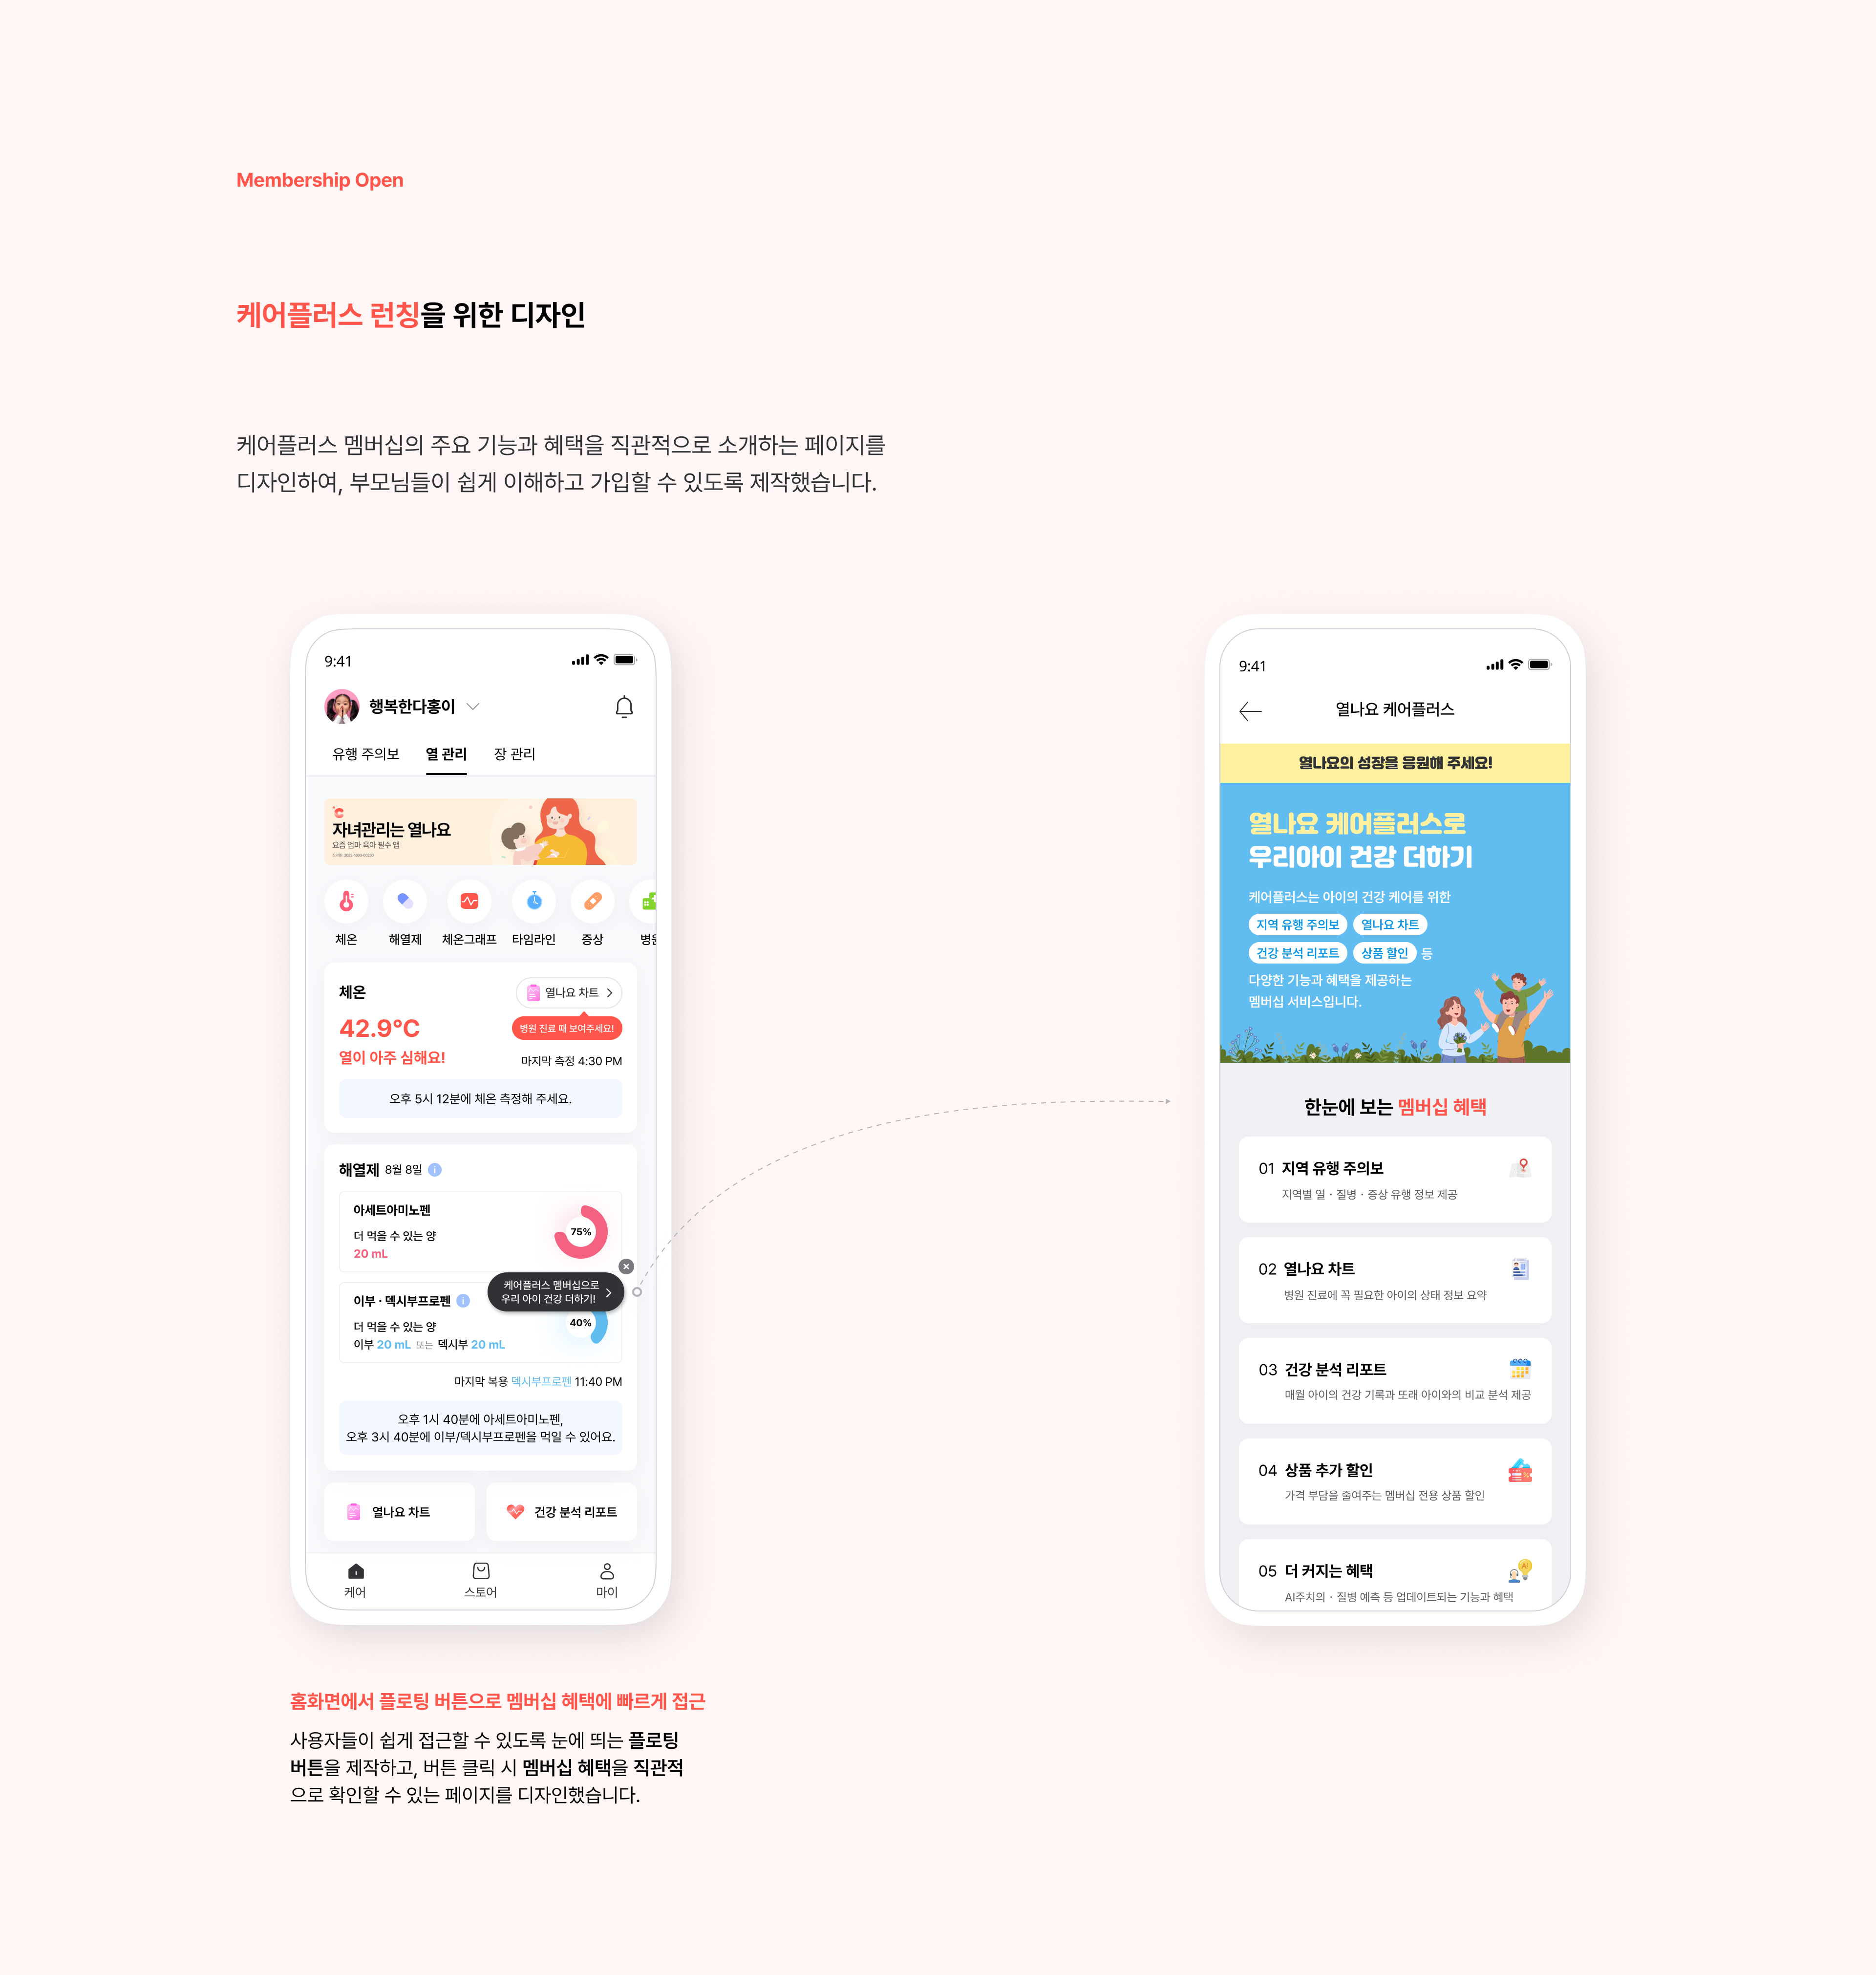 Membership Open
케어플러스 런칭을 위한 디자인
케어플러스 멤버십의 주요 기능과 혜택을 직관적으로 소개하는 페이지를
디자인하여, 부모님들이 쉽게 이해하고 가입할 수 있도록 제작했습니다.
9:41
행복한다홍이
유행 주의보 열 관리 장 관리
자녀관리는 열나요
요즘 엄마 육아 필수 앱
체온 해열제 체온그래프 타임라인 증상 병원
체온
열나요 차트
42.9°C
병원 진료 때 보여주세요!
열이 아주 심해요!
마지막 측정 4:30 PM
오후 5시 12분에 체온 측정해 주세요.
해열제 8월 8일
아세트아미노펜
더 먹을 수 있는 양
20 mL
75%
케어플러스 멤버십으로
우리 아이 건강 더하기!
이부 · 덱시부프로펜
더 먹을 수 있는 양
이부 20 mL 또는 덱시부 20 mL
40%
마지막 복용 덱시부프로펜 11:40 PM
오후 1시 40분에 아세트아미노펜,
오후 3시 40분에 이부/덱시부프로펜을 먹일 수 있어요.
열나요 차트
건강 분석 리포트
케어 스토어 마이
홈화면에서 플로팅 버튼으로 멤버십 혜택에 빠르게 접근
사용자들이 쉽게 접근할 수 있도록 눈에 띄는 플로팅
버튼을 제작하고, 버튼 클릭 시 멤버십 혜택을 직관적
으로 확인할 수 있는 페이지를 디자인했습니다.
9:41
열나요 케어플러스
열나요의 성장을 응원해 주세요!
열나요 케어플러스로
우리아이 건강 더하기
케어플러스는 아이의 건강 케어를 위한
지역 유행 주의보 열나요 차트
건강 분석 리포트 상품 할인 등
다양한 기능과 혜택을 제공하는
멤버십 서비스입니다.
한눈에 보는 멤버십 혜택
01 지역 유행 주의보
지역별 열 · 질병 · 증상 유행 정보 제공
02 열나요 차트
병원 진료에 꼭 필요한 아이의 상태 정보 요약
03 건강 분석 리포트
매월 아이의 건강 기록과 또래 아이와의 비교 분석 제공
04 상품 추가 할인
가격 부담을 줄여주는 멤버십 전용 상품 할인
05 더 커지는 혜택
AI
AI주치의 · 질병 예측 등 업데이트되는 기능과 혜택